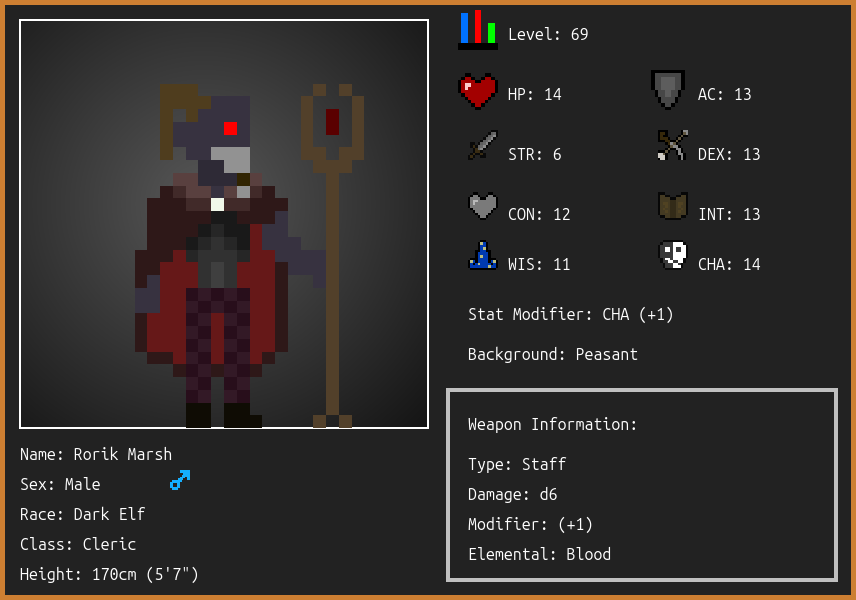 Level: 69
HP: 14
AC: 13
STR: 6
DEX: 13
CON: 12
INT: 13
WIS: 11
CHA: 14
Stat Modifier: CHA (+1)
Background: Peasant
Name: Rorik Marsh
Sex: Male
Race: Dark Elf
Class: Cleric
Height: 170cm (5'7")
Weapon Information:
Type: Staff
Damage: d6
Modifier: (+1)
Elemental: Blood